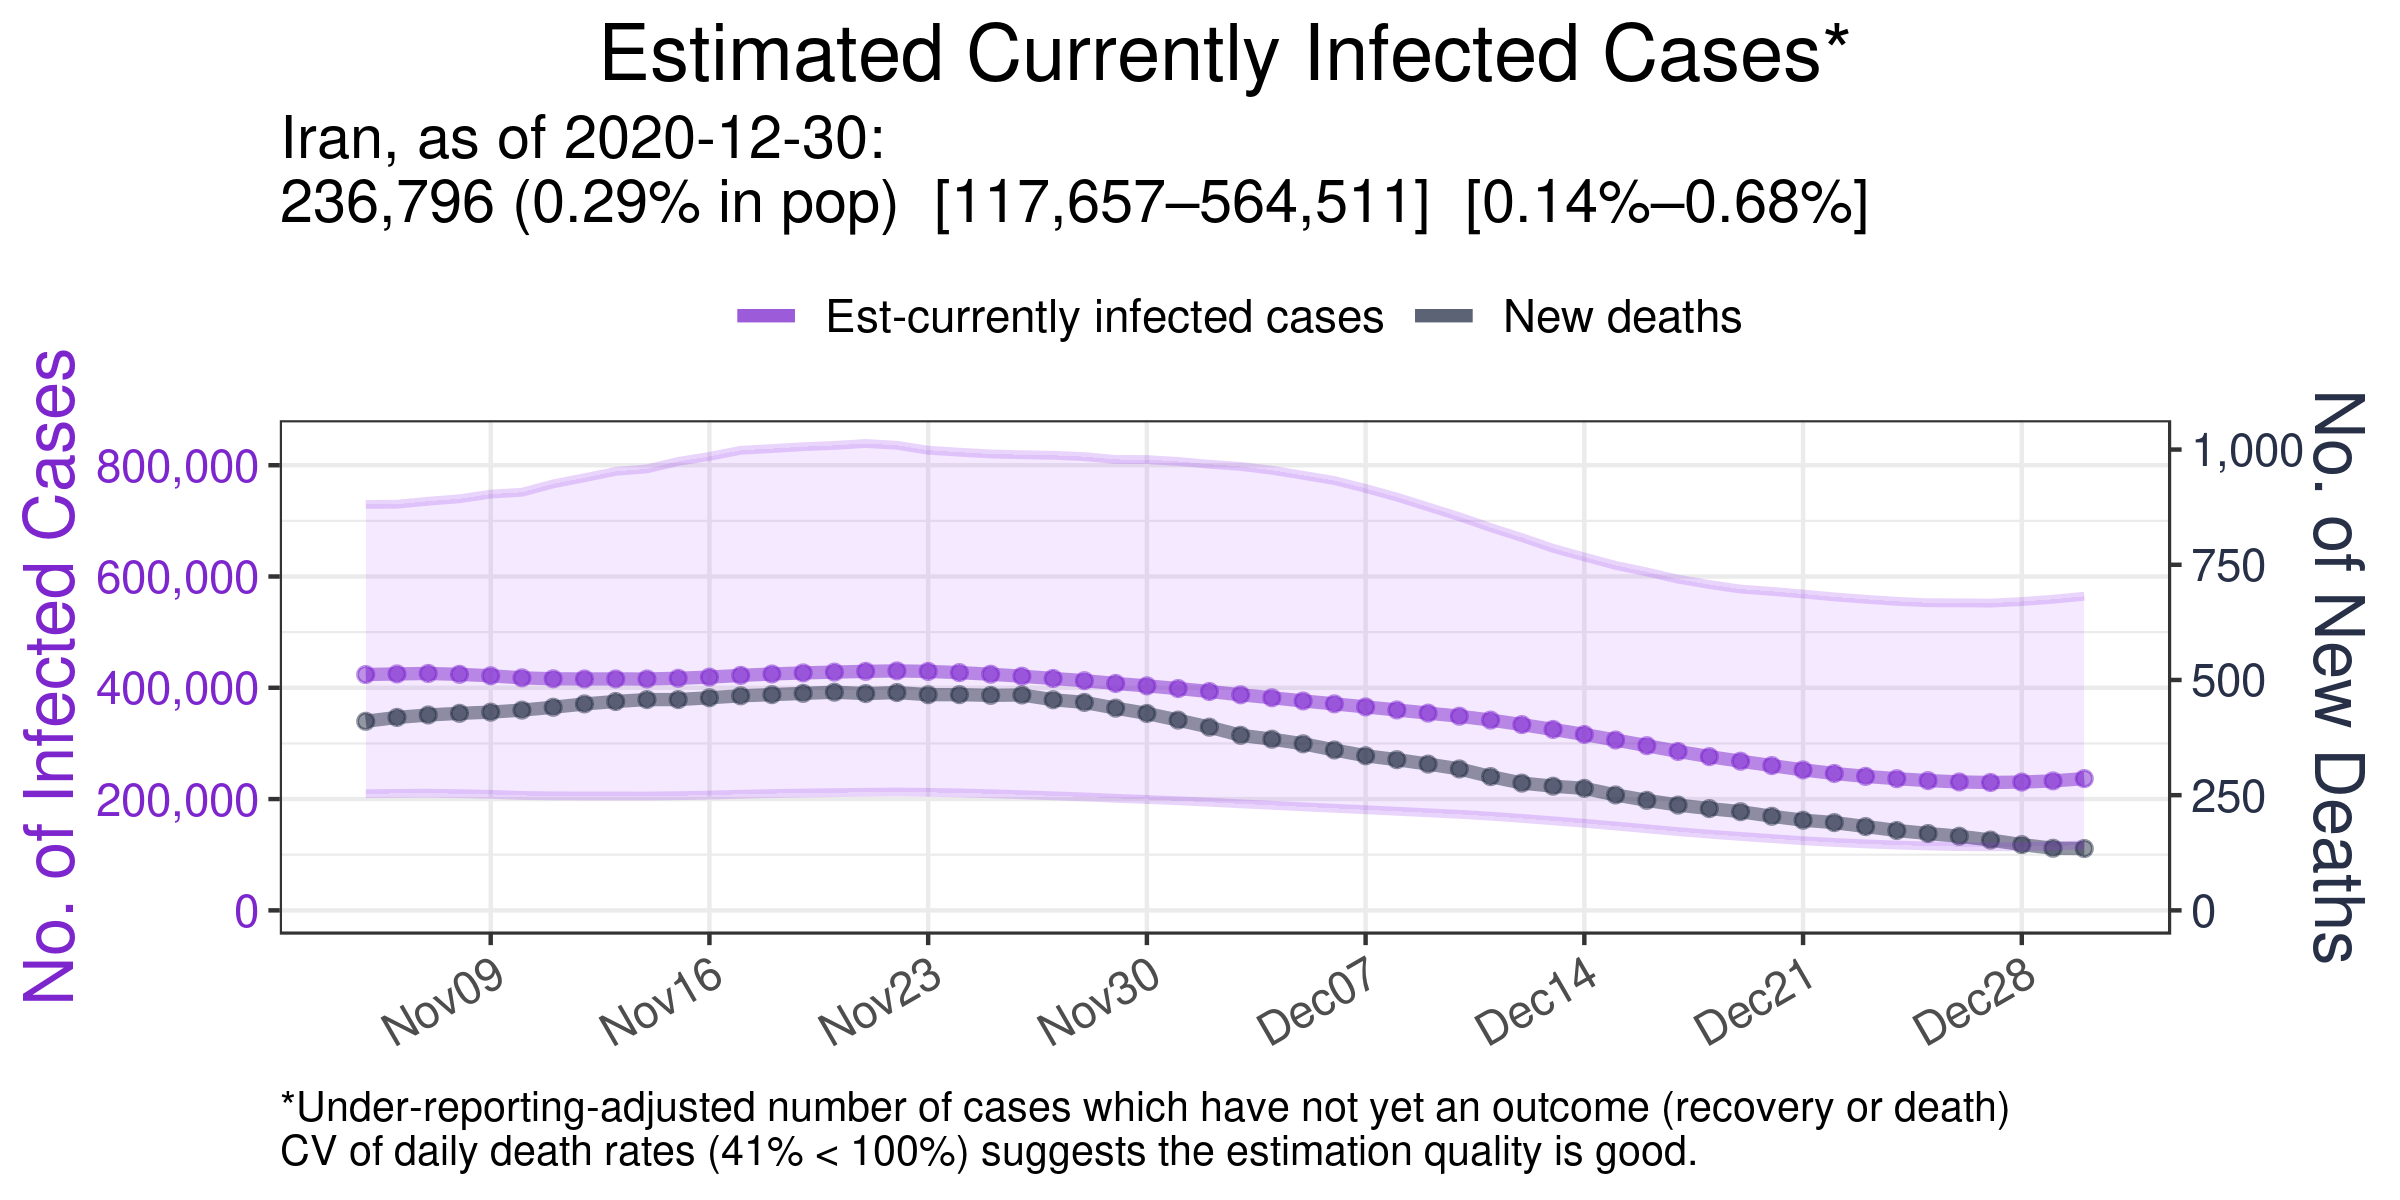 Estimated Currently Infected Cases*
Iran, as of 2020-12-30:
236,796 (0.29% in pop)  [117,657–564,511]  [0.14%–0.68%]
Est-currently infected cases
New deaths
No. of Infected Cases
800,000
600,000
400,000
200,000
0
No. of New Deaths
1,000
750
500
250
0
Nov09
Nov16
Nov23
Nov30
Dec07
Dec14
Dec21
Dec28
*Under-reporting-adjusted number of cases which have not yet an outcome (recovery or death)
CV of daily death rates (41% < 100%) suggests the estimation quality is good.